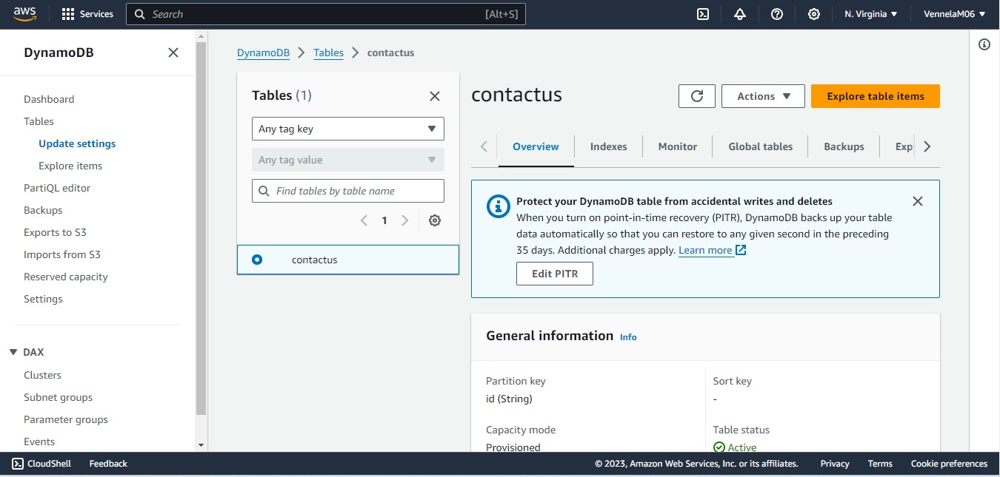 aws
Services
Search
[Alt+S]
N. Virginia
VennelaM06
DynamoDB
Dashboard
Tables
Update settings
Explore items
PartiQL editor
Backups
Exports to S3
Imports from S3
Reserved capacity
Settings
DAX
Clusters
Subnet groups
Parameter groups
Events
DynamoDB
Tables
contactus
Tables (1)
Any tag key
Any tag value
Find tables by table name
1
contactus
contactus
Actions
Explore table items
Overview
Indexes
Monitor
Global tables
Backups
Exp
Protect your DynamoDB table from accidental writes and deletes
When you turn on point-in-time recovery (PITR), DynamoDB backs up your table
data automatically so that you can restore to any given second in the preceding
35 days. Additional charges apply. Learn more
Edit PITR
General information Info
Partition key
id (String)
Sort key
-
Capacity mode
Provisioned
Table status
Active
CloudShell
Feedback
© 2023, Amazon Web Services, Inc. or its affiliates.
Privacy
Terms
Cookie preferences